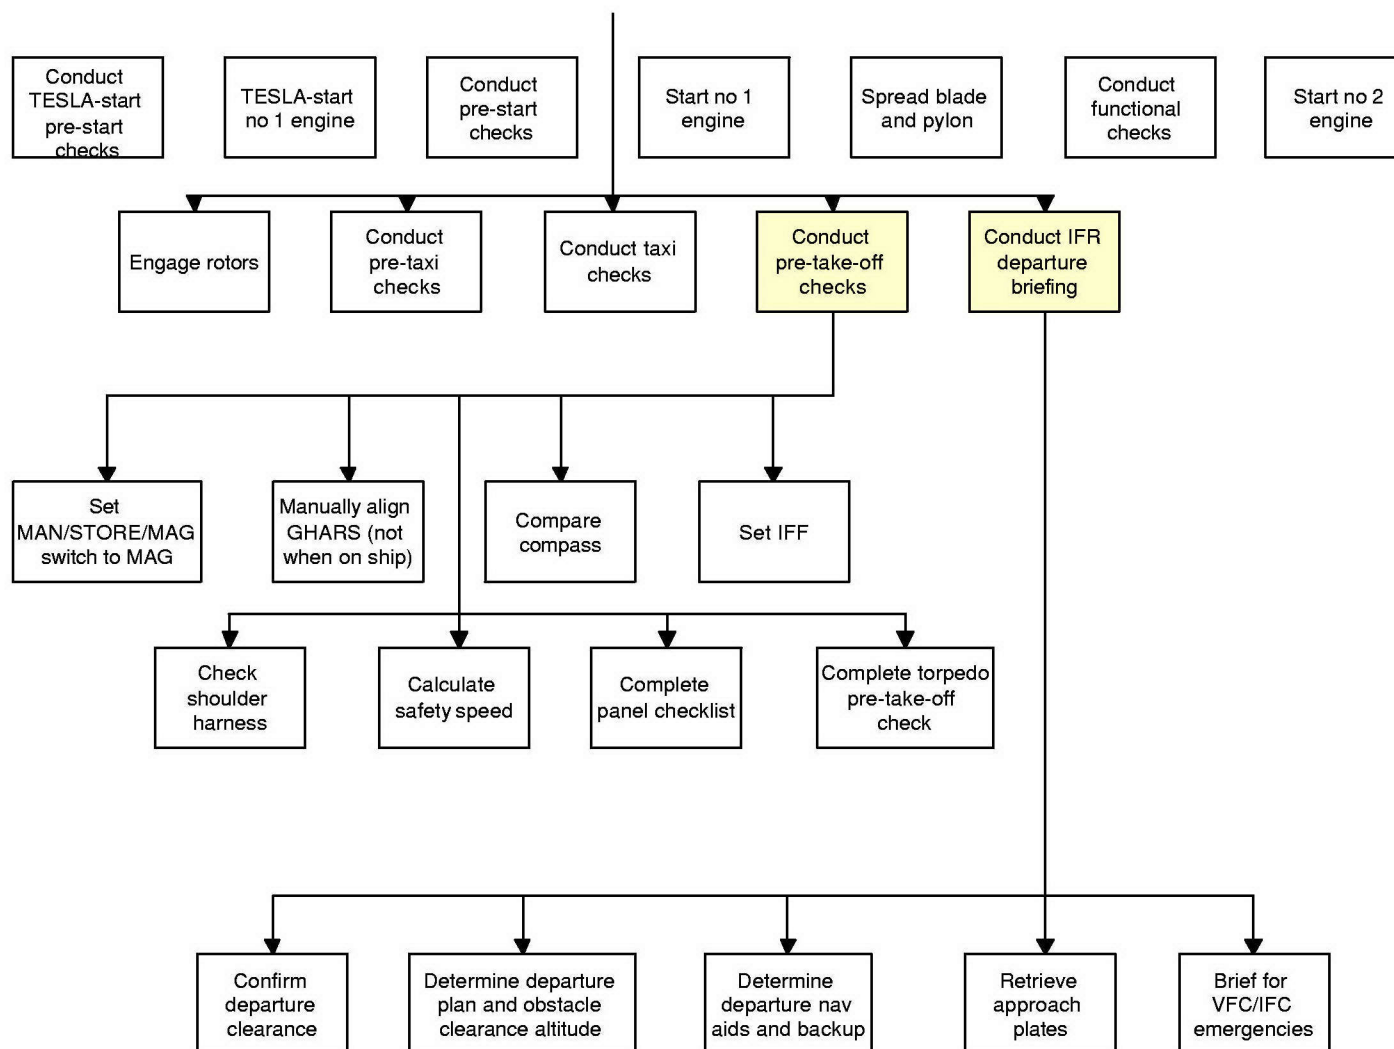 Conduct
TESLA-start
pre-start
checks
TESLA-start
no 1 engine
Conduct
pre-start
checks
Start no 1
engine
Spread blade
and pylon
Conduct
functional
checks
Start no 2
engine
Engage rotors
Conduct
pre-taxi
checks
Conduct taxi
checks
Conduct
pre-take-off
checks
Conduct IFR
departure
briefing
Set
MAN/STORE/MAG
switch to MAG
Manually align
GHARS (not
when on ship)
Compare
compass
Set IFF
Check
shoulder
harness
Calculate
safety speed
Complete
panel checklist
Complete torpedo
pre-take-off
check
Confirm
departure
clearance
Determine departure
plan and obstacle
clearance altitude
Determine
departure nav
aids and backup
Retrieve
approach
plates
Brief for
VFC/IFC
emergencies